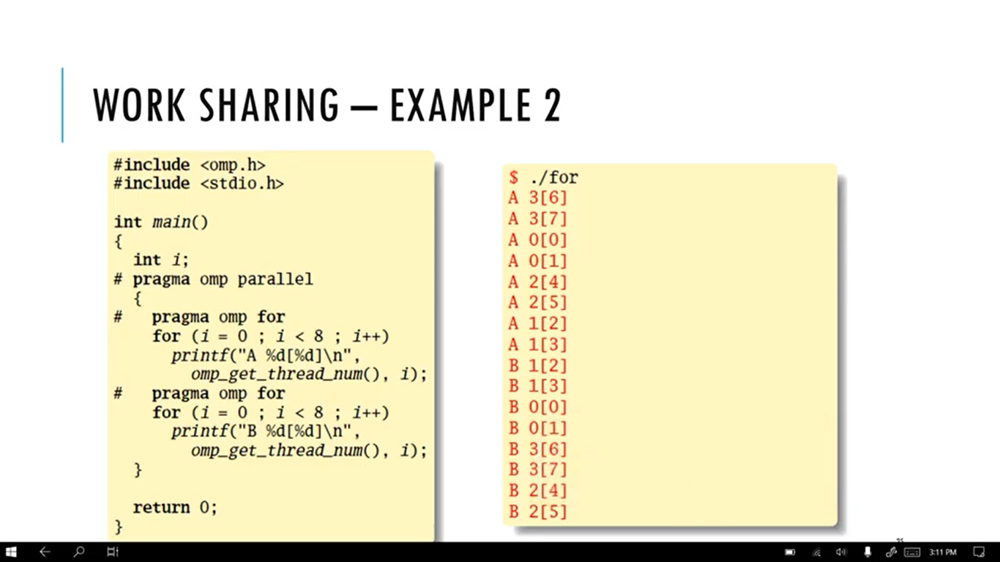 WORK SHARING – EXAMPLE 2
#include <omp.h>
#include <stdio.h>
int main()
{
int i;
# pragma omp parallel
{
# pragma omp for
for (i = 0 ; i < 8 ; i++)
printf("A %d[%d]\n",
omp_get_thread_num(), i);
# pragma omp for
for (i = 0 ; i < 8 ; i++)
printf("B %d[%d]\n",
omp_get_thread_num(), i);
}
return 0;
}
$ ./for
A 3[6]
A 3[7]
A 0[0]
A 0[1]
A 2[4]
A 2[5]
A 1[2]
A 1[3]
B 1[2]
B 1[3]
B 0[0]
B 0[1]
B 3[6]
B 3[7]
B 2[4]
B 2[5]
3:11 PM